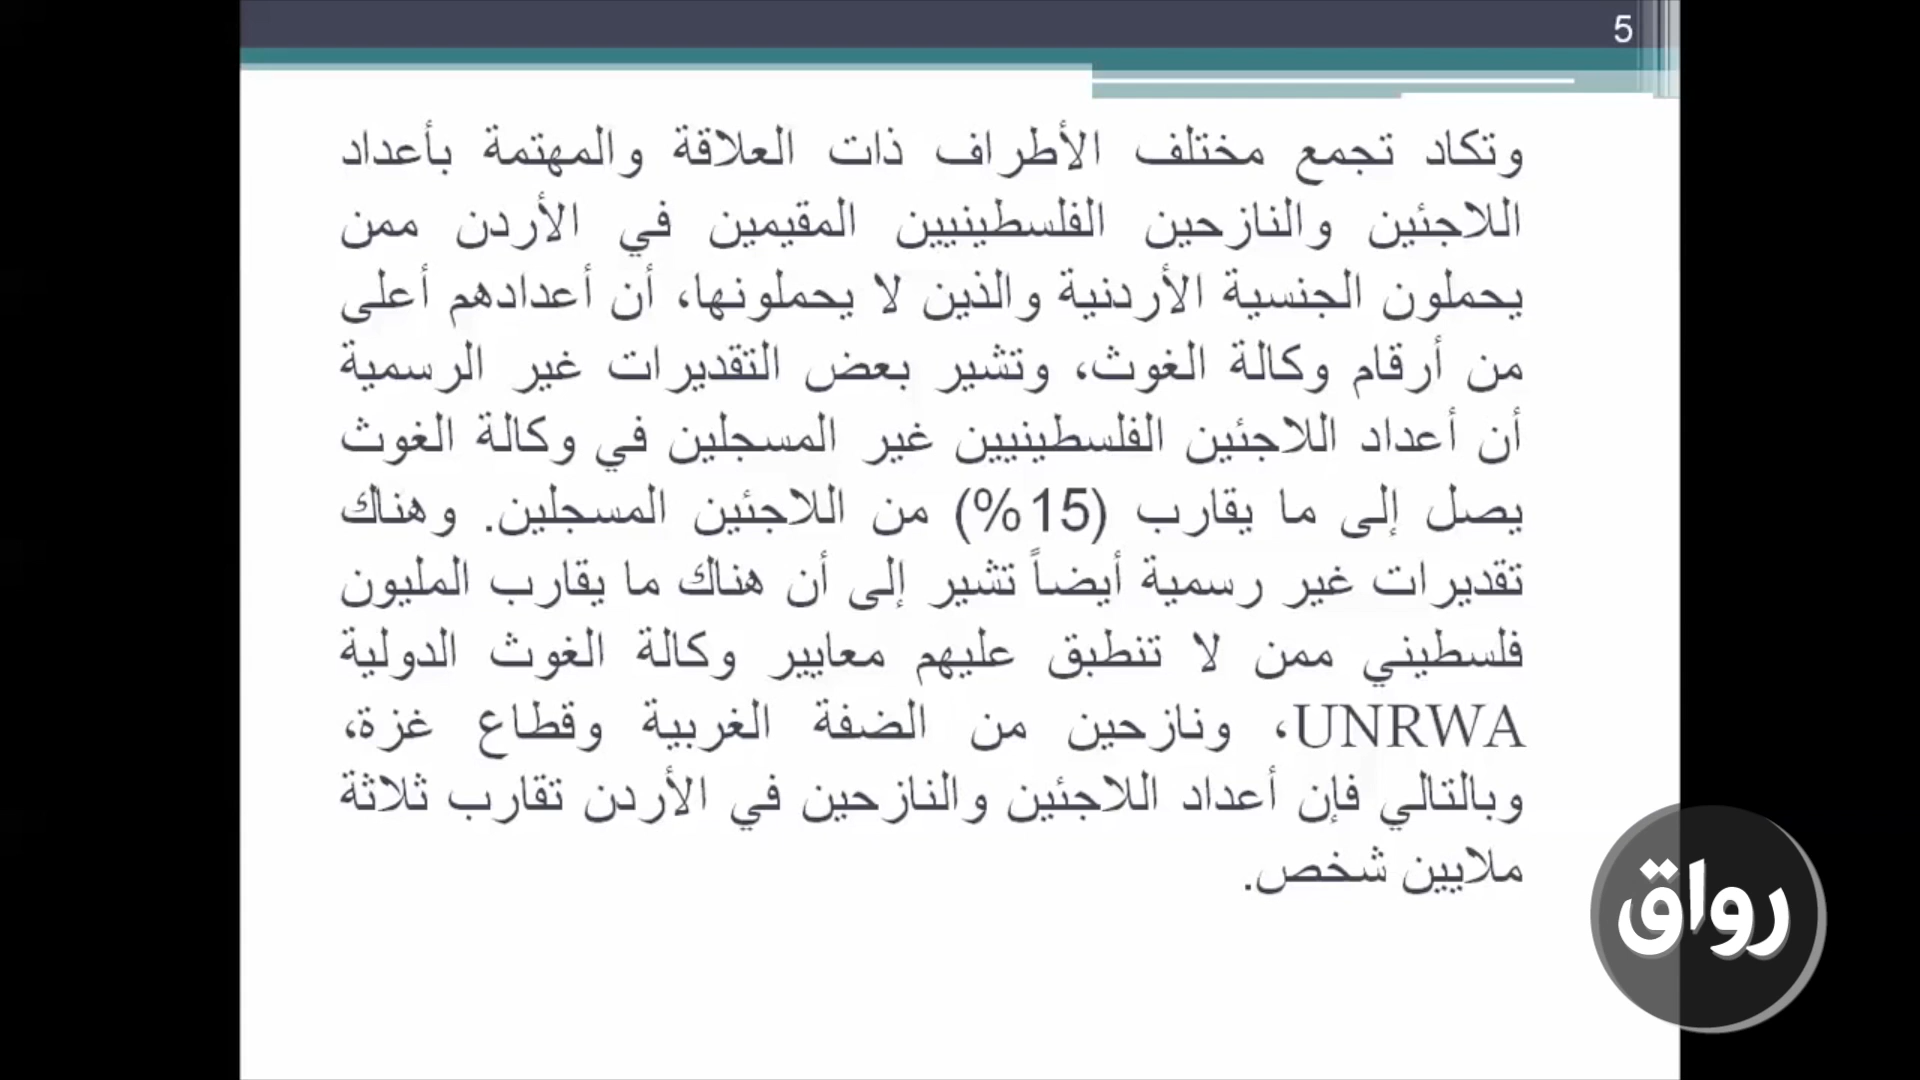 5
وتكاد تجمع مختلف الأطراف ذات العلاقة والمهتمة بأعداد
اللاجئين والنازحين الفلسطينيين المقيمين في الأردن ممن
يحملون الجنسية الأردنية والذين لا يحملونها، أن أعدادهم أعلى
من أرقام وكالة الغوث، وتشير بعض التقديرات غير الرسمية
أن أعداد اللاجئين الفلسطينيين غير المسجلين في وكالة الغوث
يصل إلى ما يقارب (15%) من اللاجئين المسجلين. وهناك
تقديرات غير رسمية أيضاً تشير إلى أن هناك ما يقارب المليون
فلسطيني ممن لا تنطبق عليهم معايير وكالة الغوث الدولية
UNRWA، ونازحين من الضفة الغربية وقطاع غزة،
وبالتالي فإن أعداد اللاجئين والنازحين في الأردن تقارب ثلاثة
ملايين شخص.
رواق